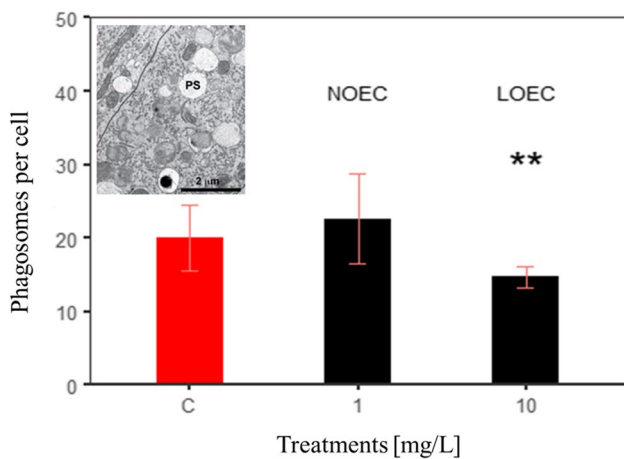 Phagosomes per cell
50
40
30
20
10
0
PS
2 μm
NOEC
LOEC
**
C
1
10
Treatments [mg/L]